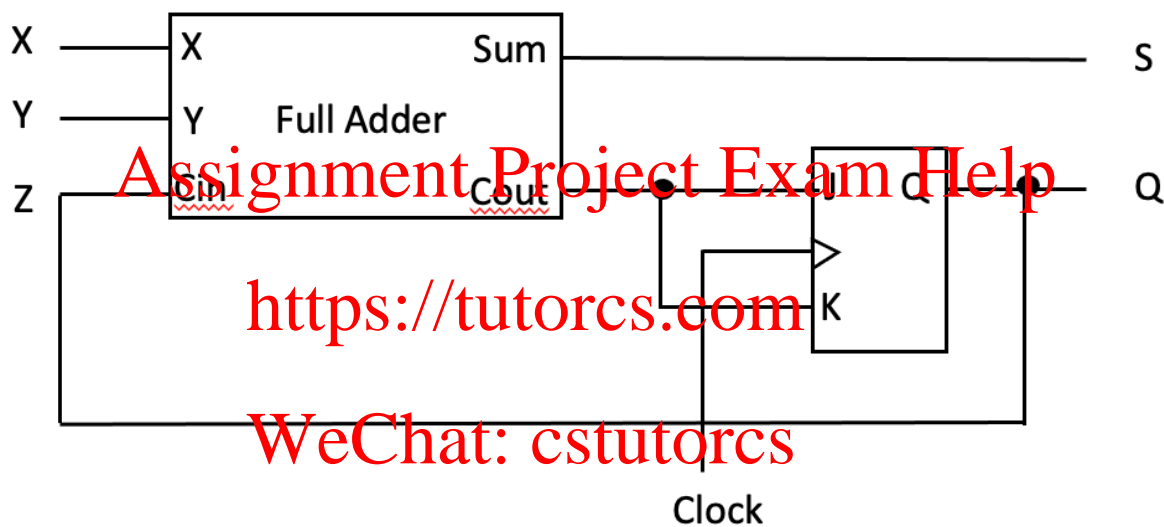 X X Sum S
Y Y Full Adder
Assignment Project Exam Help
Z Cin Cout J Q Q
https://tutorcs.com
K
WeChat: cstutorcs
Clock